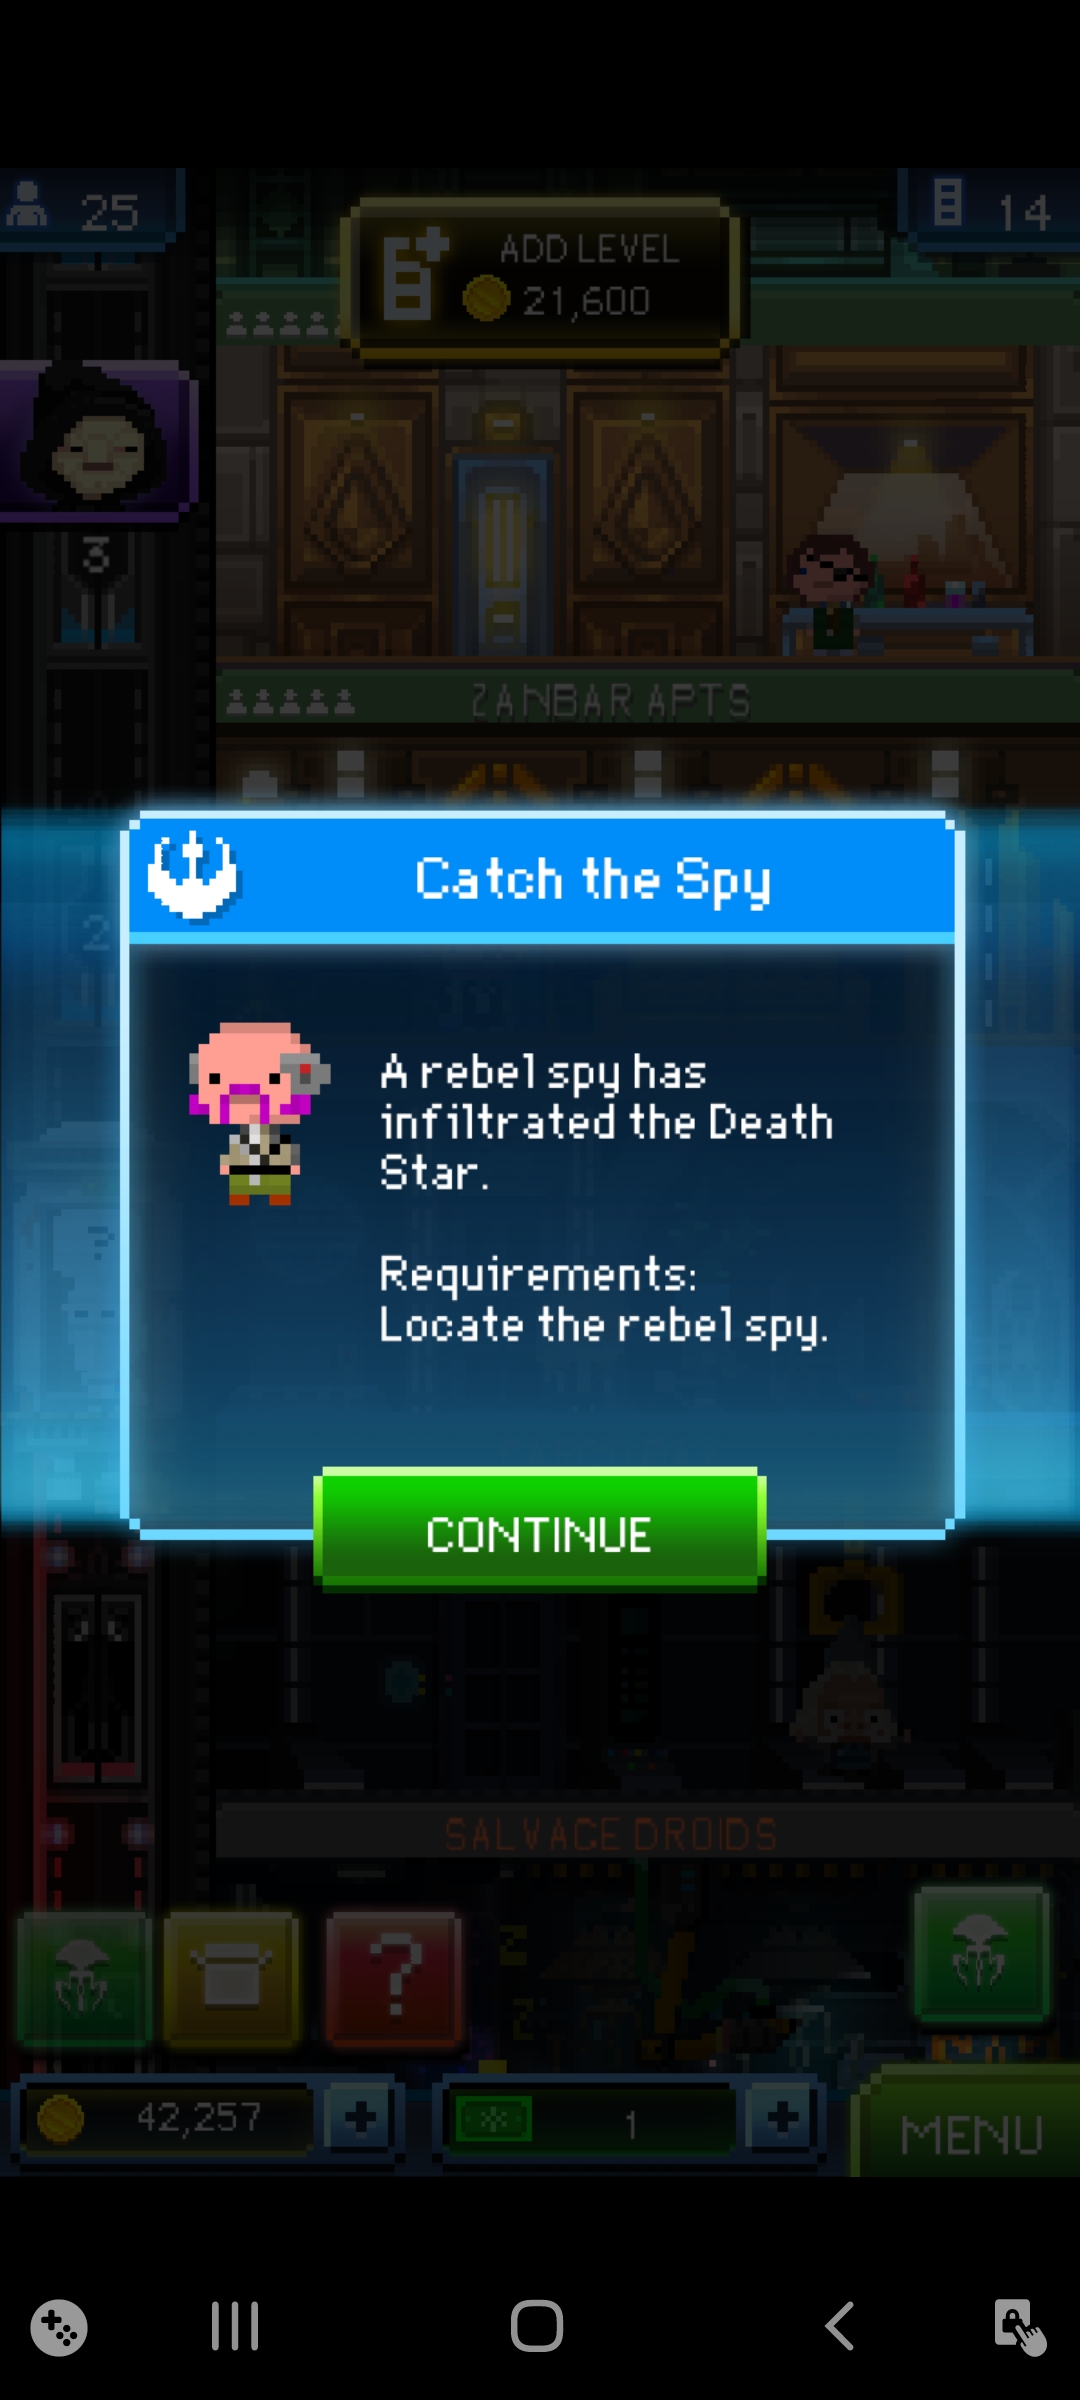 25
14
ADD LEVEL
21,600
3
ZANBAR APTS
Catch the Spy
2
A rebel spy has
infiltrated the Death
Star.
?
Requirements:
Locate the rebel spy.
CONTINUE
SALVAGE DROIDS
?
42,257
1
MENU